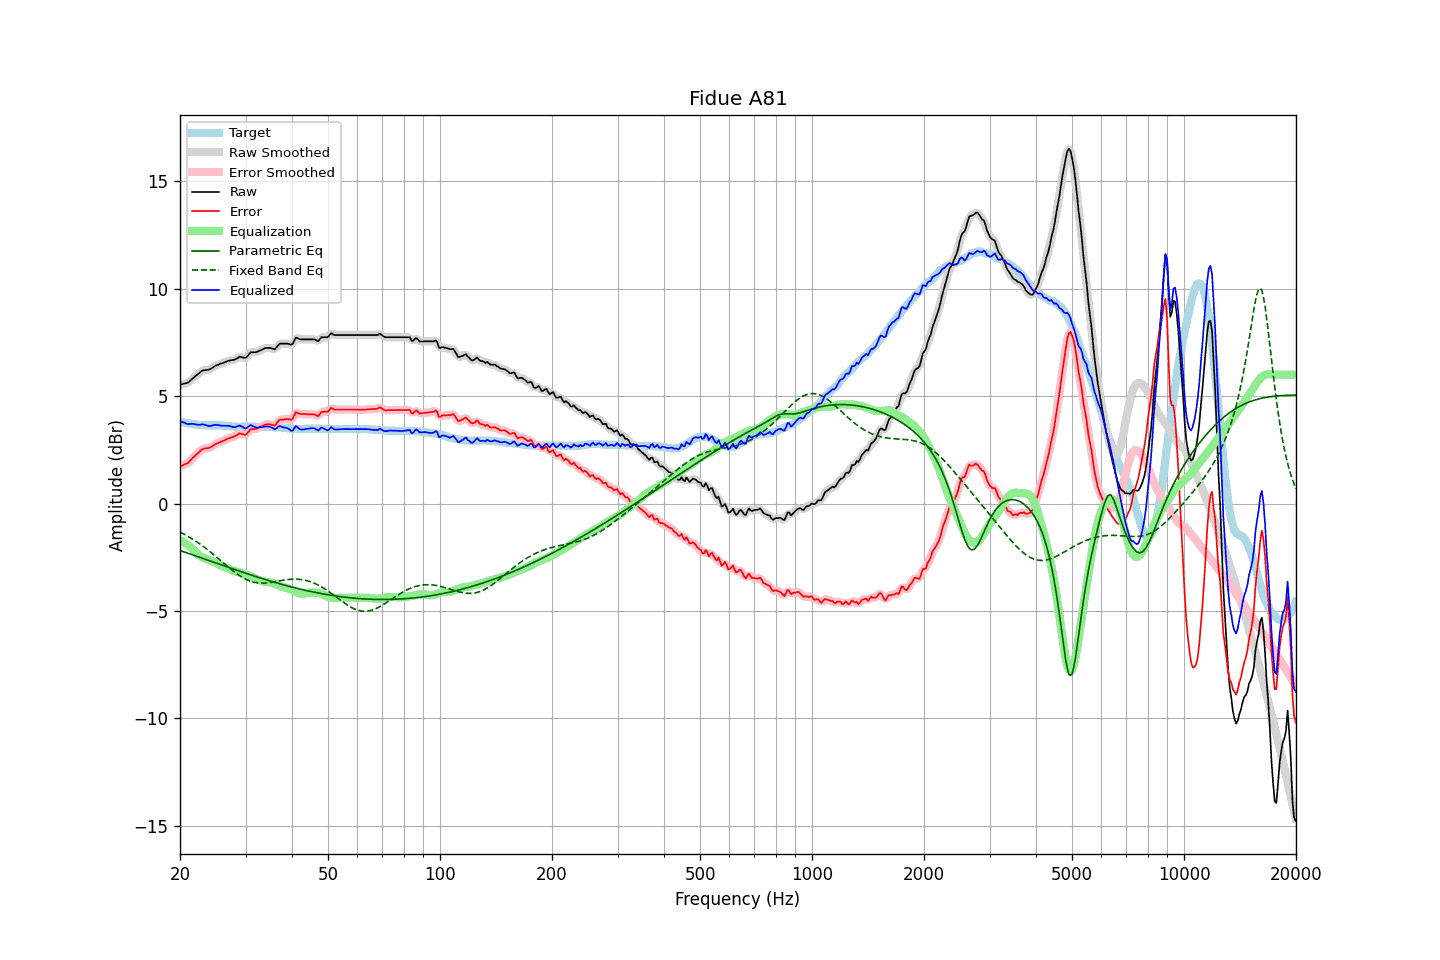 Fidue A81
Target
Raw Smoothed
Error Smoothed
Raw
Error
Equalization
Parametric Eq
Fixed Band Eq
Equalized
Amplitude (dBr)
15
10
5
0
−5
−10
−15
20 50 100 200 500 1000 2000 5000 10000 20000
Frequency (Hz)